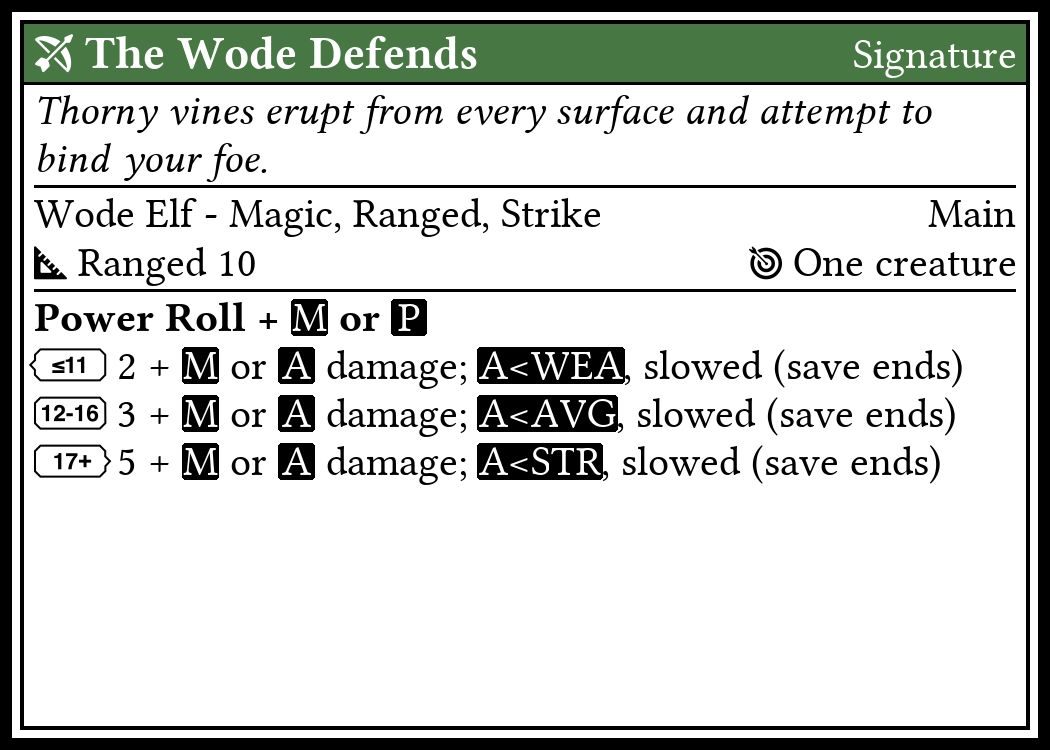 The Wode Defends Signature
Thorny vines erupt from every surface and attempt to
bind your foe.
Wode Elf - Magic, Ranged, Strike Main
Ranged 10 One creature
Power Roll + M or P
≤11 2 + M or A damage; A<WEA, slowed (save ends)
12-16 3 + M or A damage; A<AVG, slowed (save ends)
17+ 5 + M or A damage; A<STR, slowed (save ends)